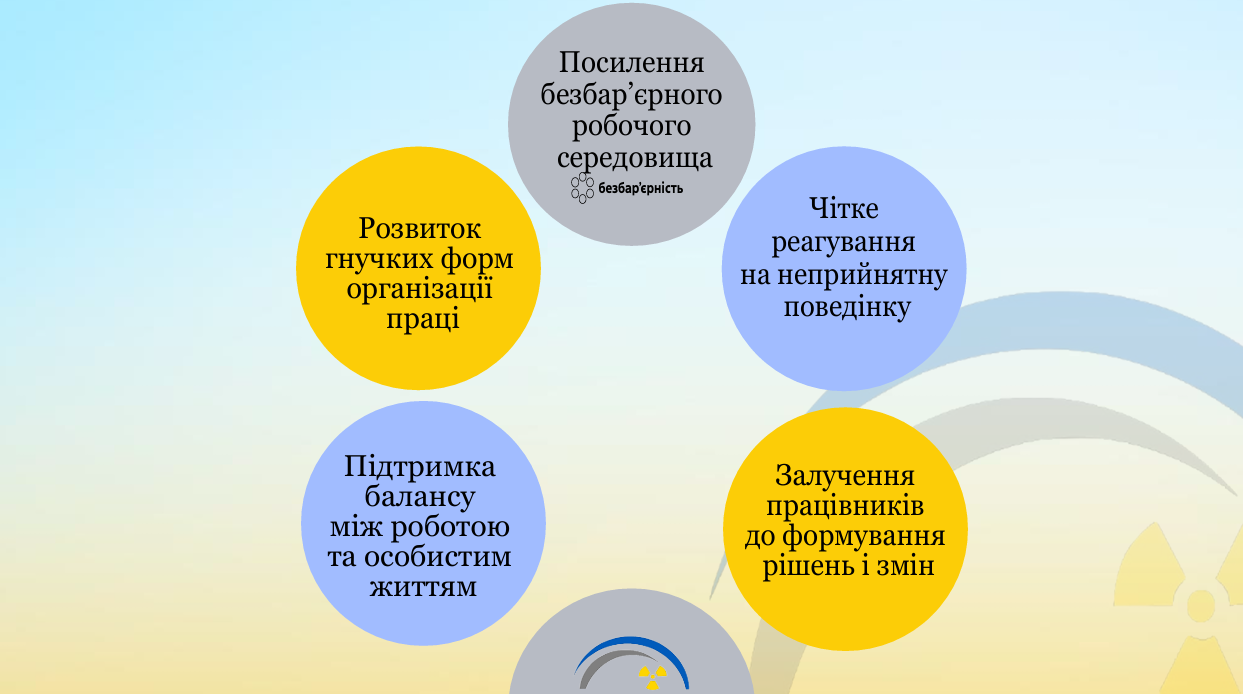 Посилення
безбар’єрного
робочого
середовища
безбар'єрність
Розвиток
гнучких форм
організації
праці
Чітке
реагування
на неприйнятну
поведінку
Підтримка
балансу
між роботою
та особистим
життям
Залучення
працівників
до формування
рішень і змін